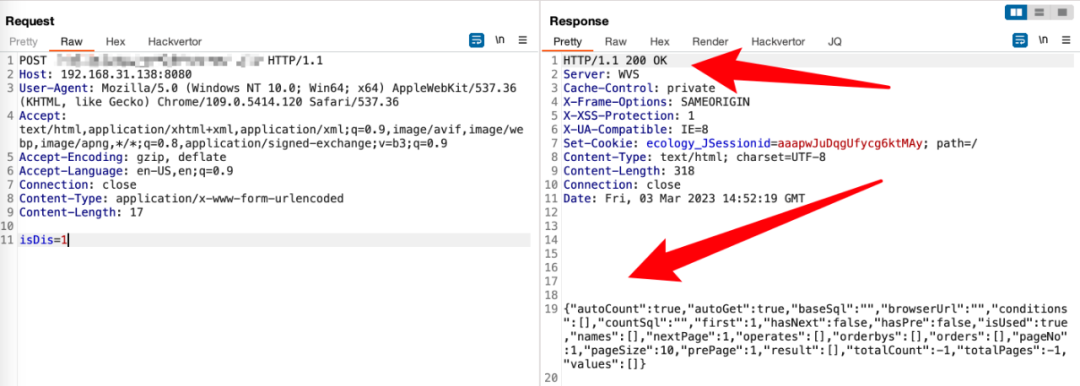 Request
Pretty Raw Hex Hackvertor \n
1 POST HTTP/1.1
2 Host: 192.168.31.138:8080
3 User-Agent: Mozilla/5.0 (Windows NT 10.0; Win64; x64) AppleWebKit/537.36
(KHTML, like Gecko) Chrome/109.0.5414.120 Safari/537.36
4 Accept:
text/html,application/xhtml+xml,application/xml;q=0.9,image/avif,image/we
bp,image/apng,*/*;q=0.8,application/signed-exchange;v=b3;q=0.9
5 Accept-Encoding: gzip, deflate
6 Accept-Language: en-US,en;q=0.9
7 Connection: close
8 Content-Type: application/x-www-form-urlencoded
9 Content-Length: 17
10
11 isDis=1
Response
Pretty Raw Hex Render Hackvertor JQ \n
1 HTTP/1.1 200 OK
2 Server: WVS
3 Cache-Control: private
4 X-Frame-Options: SAMEORIGIN
5 X-XSS-Protection: 1
6 X-UA-Compatible: IE=8
7 Set-Cookie: ecology_JSessionid=aaapwJuDqgUfycg6ktMAy; path=/
8 Content-Type: text/html; charset=UTF-8
9 Content-Length: 318
10 Connection: close
11 Date: Fri, 03 Mar 2023 14:52:19 GMT
12
13
14
15
16
17
18
19 {"autoCount":true,"autoGet":true,"baseSql":"","browserUrl":"","conditions
":[],"countSql":"","first":1,"hasNext":false,"hasPre":false,"isUsed":true
,"names":[],"nextPage":1,"operates":[],"orderbys":[],"orders":[],"pageNo"
:1,"pageSize":10,"prePage":1,"result":[],"totalCount":-1,"totalPages":-1,
"values":[]}
20